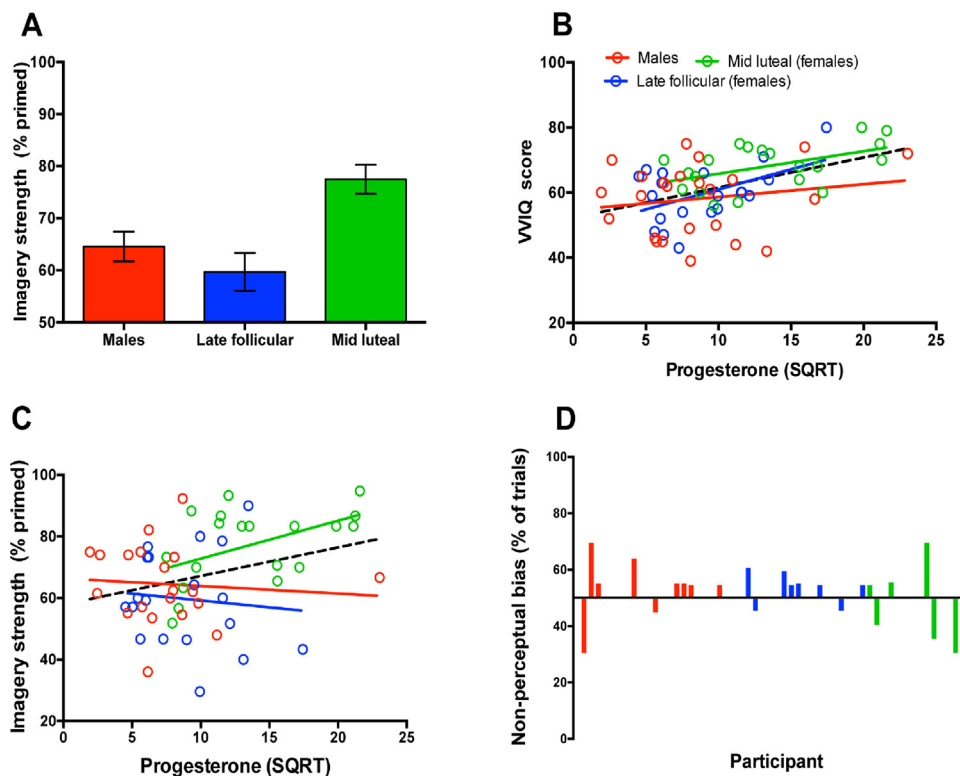 A
Imagery strength (% primed)
100
90
80
70
60
50
Males
Late follicular
Mid luteal
B
Males
Mid luteal (females)
Late follicular (females)
VVIQ score
100
80
60
40
20
0
5
10
15
20
25
Progesterone (SQRT)
C
Imagery strength (% primed)
100
80
60
40
20
0
5
10
15
20
25
Progesterone (SQRT)
D
Non-perceptual bias (% of trials)
100
80
60
40
20
0
Participant